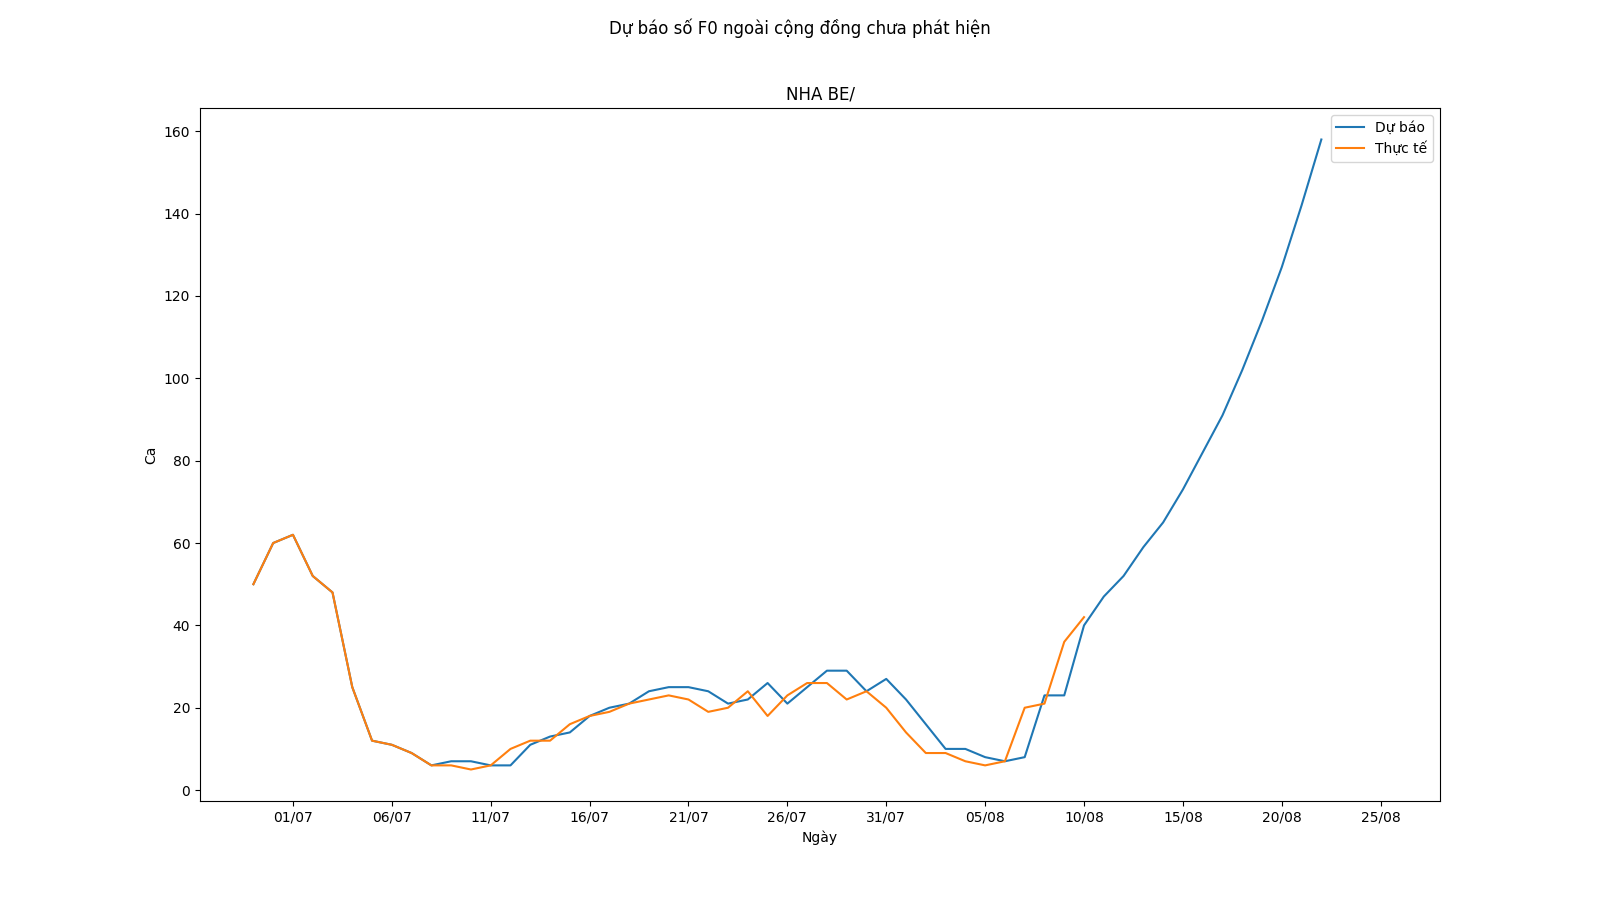 Dự báo số F0 ngoài cộng đồng chưa phát hiện
NHA BE/
Dự báo
Thực tế
160
140
120
100
80
60
40
20
0
Ca
01/07 06/07 11/07 16/07 21/07 26/07 31/07 05/08 10/08 15/08 20/08 25/08
Ngày